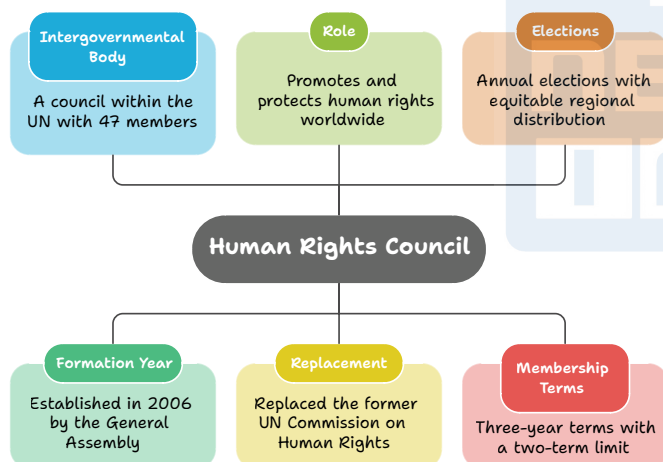 Intergovernmental
Body
A council within the
UN with 47 members
Role
Promotes and
protects human rights
worldwide
Elections
Annual elections with
equitable regional
distribution
Human Rights Council
Formation Year
Established in 2006
by the General
Assembly
Replacement
Replaced the former
UN Commission on
Human Rights
Membership
Terms
Three-year terms with
a two-term limit